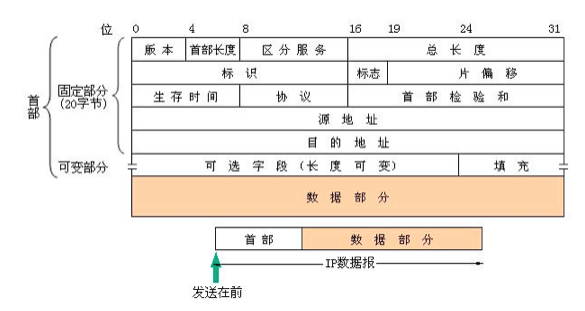 位 0 4 8 16 19 24 31
版本 首部长度 区分服务 总长度
标识 标志 片偏移
固定部分
(20字节)
首部
生存时间 协议 首部检验和
源地址
目的地址
可变部分 可选字段(长度可变) 填充
数据部分
首部 数据部分
IP数据报
发送在前